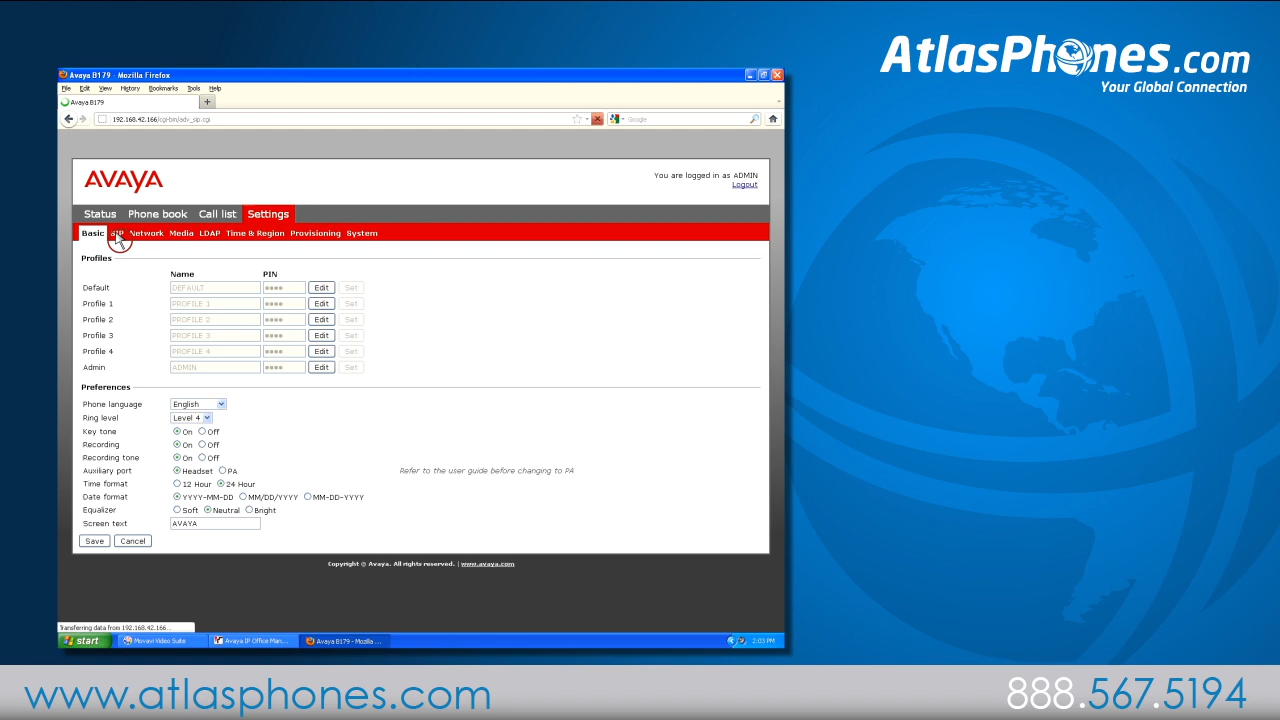 AtlasPhones.com
Your Global Connection
Avaya B179 - Mozilla Firefox
File Edit View History Bookmarks Tools Help
Avaya B179
192.168.42.166/cgi-bin/adv_sip.cgi
Google
AVAYA
You are logged in as ADMIN
Logout
Status Phone book Call list Settings
Basic SIP Network Media LDAP Time & Region Provisioning System
Profiles
Name PIN
Default DEFAULT •••• Edit Set
Profile 1 PROFILE 1 •••• Edit Set
Profile 2 PROFILE 2 •••• Edit Set
Profile 3 PROFILE 3 •••• Edit Set
Profile 4 PROFILE 4 •••• Edit Set
Admin ADMIN •••• Edit Set
Preferences
Phone language English
Ring level Level 4
Key tone On Off
Recording On Off
Recording tone On Off
Auxiliary port Headset PA Refer to the user guide before changing to PA
Time format 12 Hour 24 Hour
Date format YYYY-MM-DD MM/DD/YYYY MM-DD-YYYY
Equalizer Soft Neutral Bright
Screen text AVAYA
Save Cancel
Copyright © Avaya. All rights reserved. | www.avaya.com
Transferring data from 192.168.42.166...
start Movavi Video Suite Avaya IP Office Man... Avaya B179 - Mozilla ... 2:03 PM
www.atlasphones.com
888.567.5194